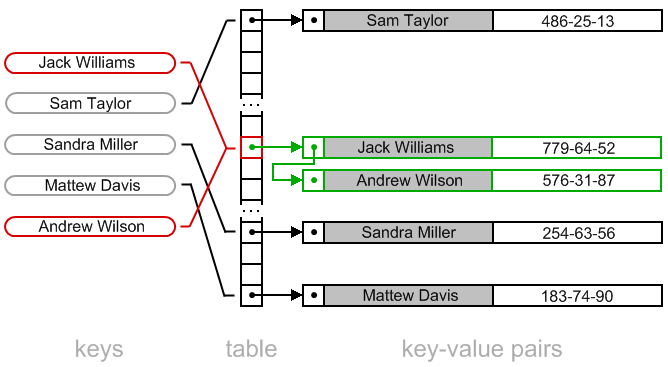 Jack Williams
Sam Taylor
Sandra Miller
Mattew Davis
Andrew Wilson
...
...
Sam Taylor 486-25-13
Jack Williams 779-64-52
Andrew Wilson 576-31-87
Sandra Miller 254-63-56
Mattew Davis 183-74-90
keys table key-value pairs